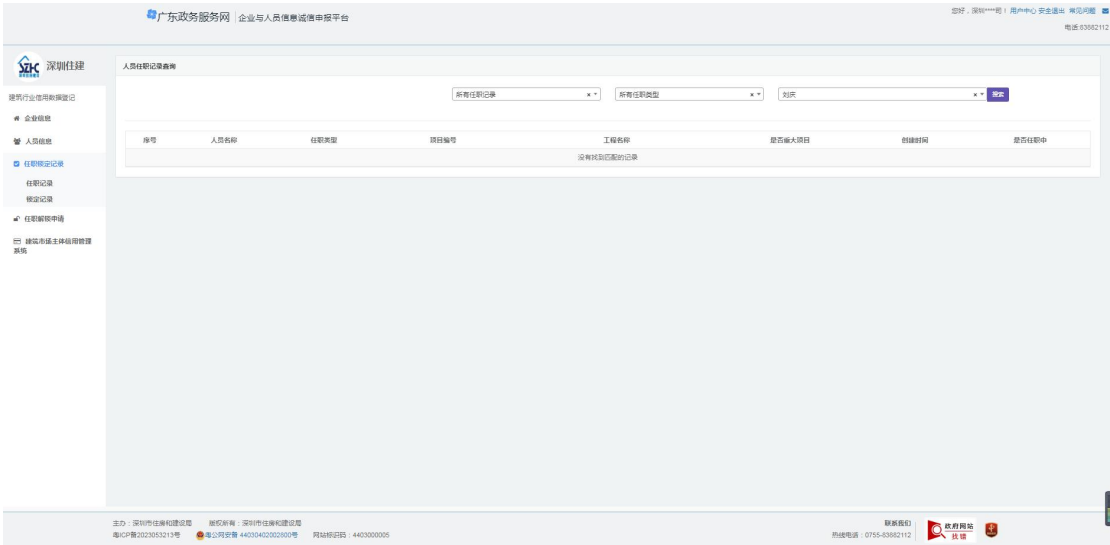 广东政务服务网 企业与人员信息诚信申报平台
您好，深圳****司！ 用户中心 安全退出 常见问题
电话:83682112
深圳住建
人员任职记录查询
所有任职记录 × 所有任职类型 × 刘庆 × 搜索
建筑行业信用数据登记
企业信息
人员信息
任职锁定记录
任职记录
锁定记录
任职解锁申请
建筑市场主体信用管理
系统
序号 人员名称 任职类型 项目编号 工程名称 是否重大项目 创建时间 是否任职中
没有找到匹配的记录
主办：深圳市住房和建设局 版权所有：深圳市住房和建设局
粤ICP备2023053213号 粤公网安备 44030402002800号 网站标识码：4403000005
联系我们
热线电话：0755-83682112
政府网站
找错